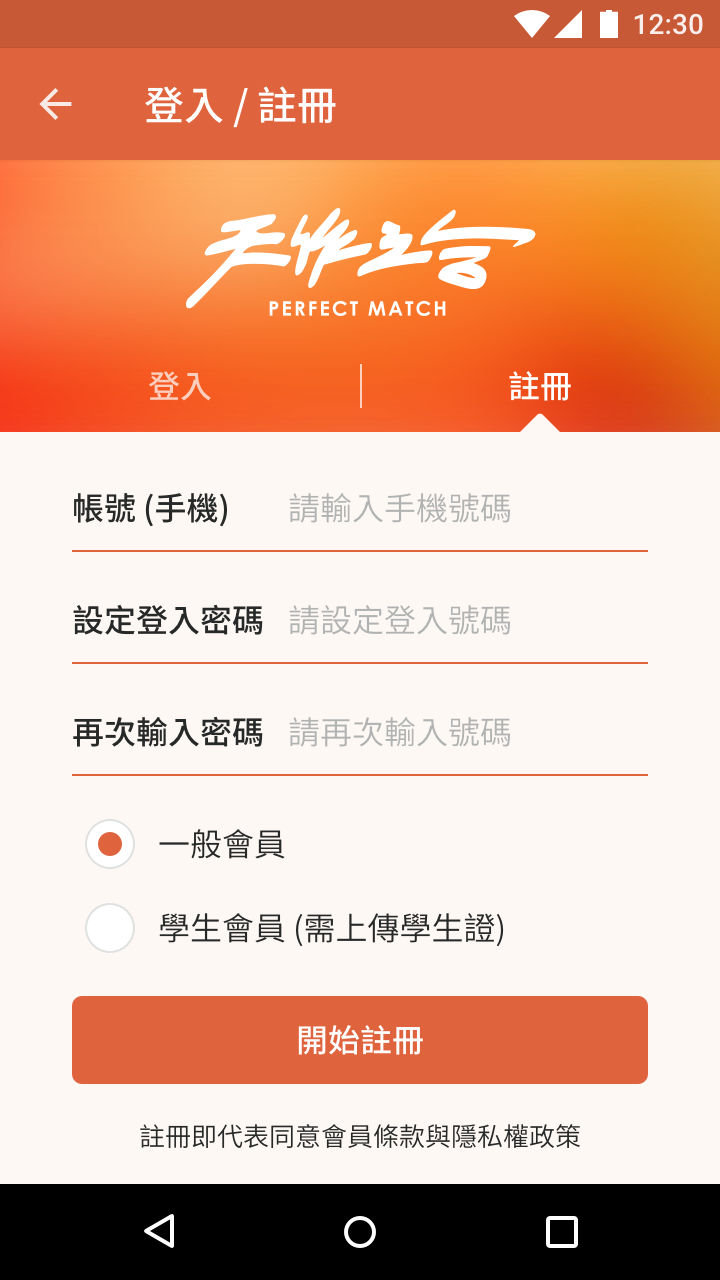 12:30
登入 / 註冊
天作之合
PERFECT MATCH
登入
註冊
帳號 (手機) 請輸入手機號碼
設定登入密碼 請設定登入號碼
再次輸入密碼 請再次輸入號碼
一般會員
學生會員 (需上傳學生證)
開始註冊
註冊即代表同意會員條款與隱私權政策